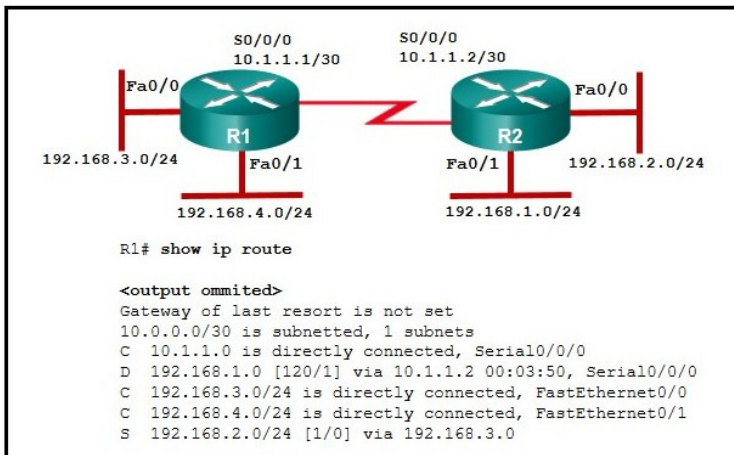 S0/0/0
10.1.1.1/30
S0/0/0
10.1.1.2/30
Fa0/0
Fa0/0
R1
R2
192.168.3.0/24
Fa0/1
Fa0/1
192.168.2.0/24
192.168.4.0/24
192.168.1.0/24
R1# show ip route
<output ommited>
Gateway of last resort is not set
10.0.0.0/30 is subnetted, 1 subnets
C 10.1.1.0 is directly connected, Serial0/0/0
D 192.168.1.0 [120/1] via 10.1.1.2 00:03:50, Serial0/0/0
C 192.168.3.0/24 is directly connected, FastEthernet0/0
C 192.168.4.0/24 is directly connected, FastEthernet0/1
S 192.168.2.0/24 [1/0] via 192.168.3.0